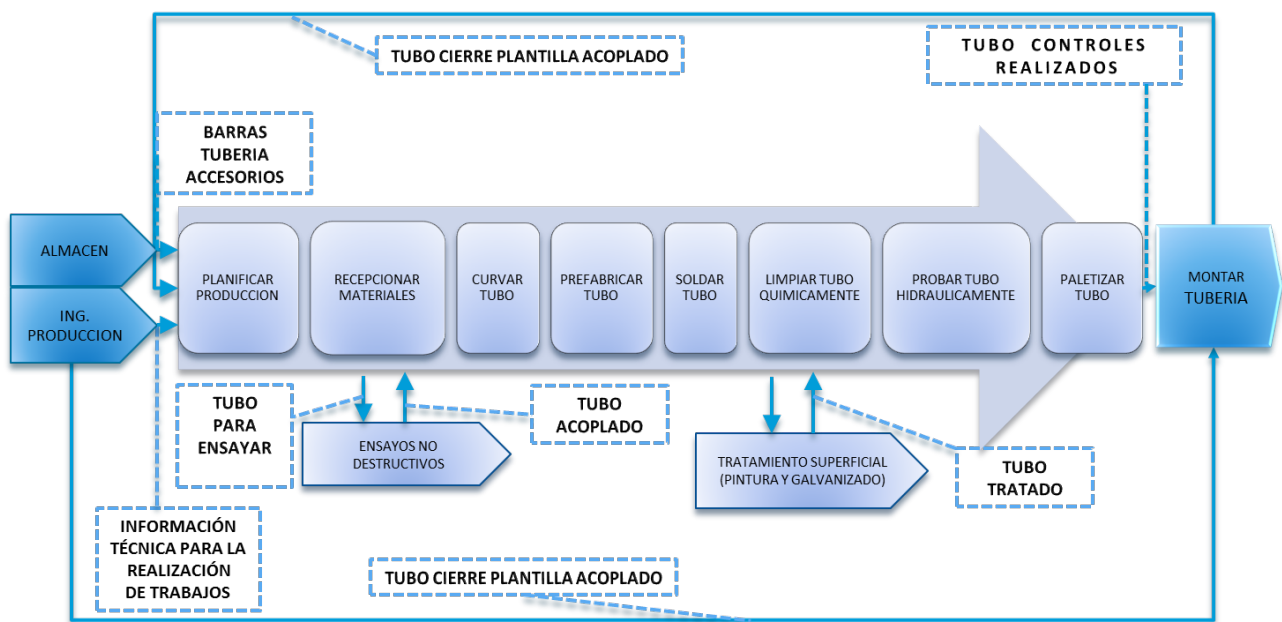 TUBO CIERRE PLANTILLA ACOPLADO
TUBO CONTROLES
REALIZADOS
BARRAS
TUBERIA
ACCESORIOS
ALMACEN
ING.
PRODUCCION
PLANIFICAR
PRODUCCION
RECEPCIONAR
MATERIALES
CURVAR
TUBO
PREFABRICAR
TUBO
SOLDAR
TUBO
LIMPIAR TUBO
QUIMICAMENTE
PROBAR TUBO
HIDRAULICAMENTE
PALETIZAR
TUBO
MONTAR
TUBERIA
TUBO
PARA
ENSAYAR
TUBO
ACOPLADO
ENSAYOS NO
DESTRUCTIVOS
TRATAMIENTO SUPERFICIAL
(PINTURA Y GALVANIZADO)
TUBO
TRATADO
INFORMACIÓN
TÉCNICA PARA LA
REALIZACIÓN
DE TRABAJOS
TUBO CIERRE PLANTILLA ACOPLADO